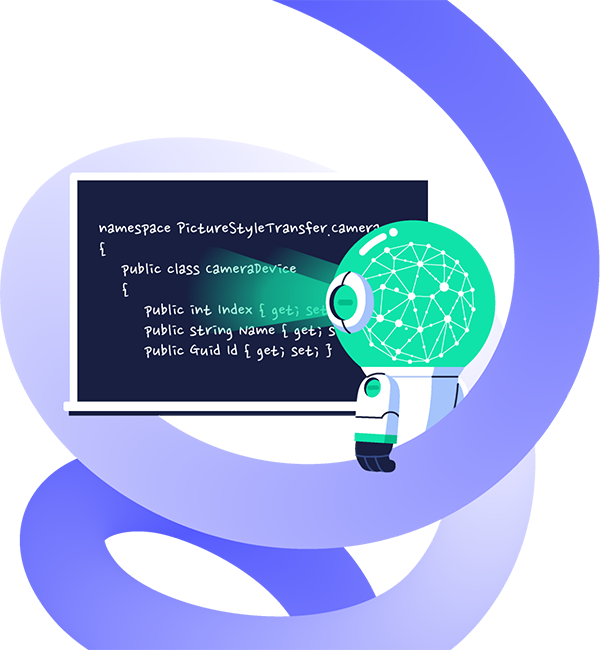 namespace PictureStyleTransfer.camera
{
public class cameraDevice
{
public int Index { get; set;
public String Name { get; s
public Guid Id { get; set; }